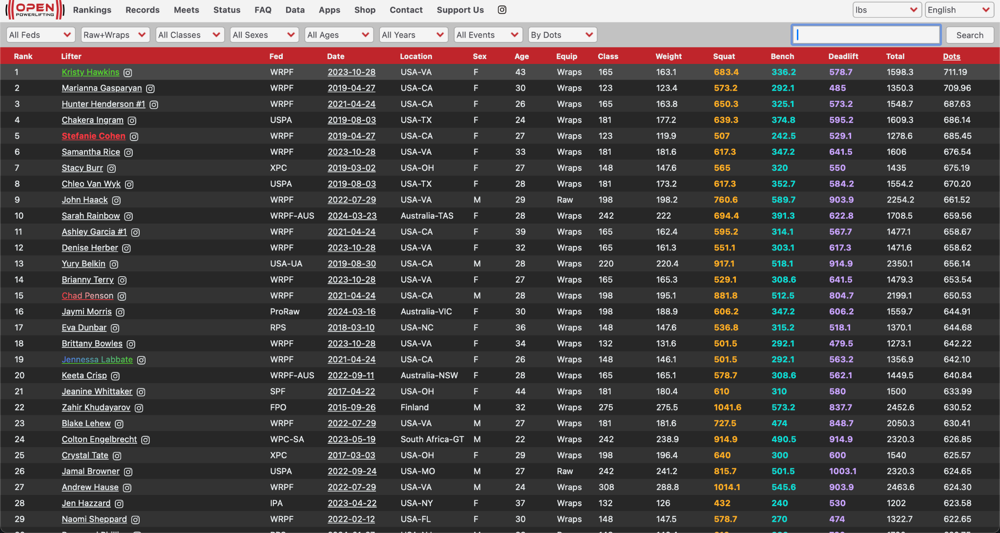 OPEN Rankings Records Meets Status FAQ Data Apps Shop Contact Support Us lbs English
POWERLIFTING
All Feds Raw+Wraps All Classes All Sexes All Ages All Years All Events By Dots Search
Rank Lifter Fed Date Location Sex Age Equip Class Weight Squat Bench Deadlift Total Dots
1 Kristy Hawkins WRPF 2023-10-28 USA-VA F 43 Wraps 165 163.1 683.4 336.2 578.7 1598.3 711.19
2 Marianna Gasparyan WRPF 2019-04-27 USA-CA F 30 Wraps 123 123.4 573.2 292.1 485 1350.3 709.96
3 Hunter Henderson #1 WRPF 2021-04-24 USA-CA F 26 Wraps 165 163.8 650.3 325.1 573.2 1548.7 687.63
4 Chakera Ingram USPA 2019-08-03 USA-TX F 24 Wraps 181 177.2 639.3 374.8 595.2 1609.3 686.14
5 Stefanie Cohen WRPF 2019-04-27 USA-CA F 27 Wraps 123 119.9 507 242.5 529.1 1278.6 685.45
6 Samantha Rice WRPF 2023-10-28 USA-VA F 33 Wraps 181 181.6 617.3 347.2 641.5 1606 676.54
7 Stacy Burr XPC 2019-03-02 USA-OH F 27 Wraps 148 147.6 565 320 550 1435 675.19
8 Chleo Van Wyk USPA 2019-08-03 USA-TX F 28 Wraps 181 173.2 617.3 352.7 584.2 1554.2 670.20
9 John Haack WRPF 2022-07-29 USA-VA M 29 Raw 198 198.2 760.6 589.7 903.9 2254.2 661.52
10 Sarah Rainbow WRPF-AUS 2024-03-23 Australia-TAS F 28 Wraps 242 222 694.4 391.3 622.8 1708.5 659.56
11 Ashley Garcia #1 WRPF 2021-04-24 USA-CA F 39 Wraps 165 162.4 595.2 314.1 567.7 1477.1 658.67
12 Denise Herber WRPF 2023-10-28 USA-VA F 32 Wraps 165 161.3 551.1 303.1 617.3 1471.6 658.62
13 Yury Belkin USA-UA 2019-08-30 USA-CA M 28 Wraps 220 220.4 917.1 518.1 914.9 2350.1 656.14
14 Brianny Terry WRPF 2023-10-28 USA-VA F 27 Wraps 165 165.3 529.1 308.6 641.5 1479.3 653.54
15 Chad Penson WRPF 2021-04-24 USA-CA M 28 Wraps 198 195.1 881.8 512.5 804.7 2199.1 650.53
16 Jaymi Morris ProRaw 2024-03-16 Australia-VIC F 30 Wraps 198 188.9 606.2 347.2 606.2 1559.7 644.91
17 Eva Dunbar RPS 2018-03-10 USA-NC F 36 Wraps 148 147.6 536.8 315.2 518.1 1370.1 644.68
18 Brittany Bowles WRPF 2023-10-28 USA-VA F 34 Wraps 132 131.6 501.5 292.1 479.5 1273.1 642.22
19 Jennessa Labbate WRPF 2021-04-24 USA-CA F 26 Wraps 148 146.1 501.5 292.1 563.2 1356.9 642.10
20 Keeta Crisp WRPF-AUS 2022-09-11 Australia-NSW F 28 Wraps 165 165.1 578.7 308.6 562.1 1449.5 640.84
21 Jeanine Whittaker SPF 2017-04-22 USA-OH F 44 Wraps 181 180.4 610 310 580 1500 633.99
22 Zahir Khudayarov FPO 2015-09-26 Finland M 32 Wraps 275 275.5 1041.6 573.2 837.7 2452.6 630.52
23 Blake Lehew WRPF 2022-07-29 USA-VA M 27 Wraps 181 181.6 727.5 474 848.7 2050.3 630.41
24 Colton Engelbrecht WPC-SA 2023-05-19 South Africa-GT M 22 Wraps 242 238.9 914.9 490.5 914.9 2320.3 626.85
25 Crystal Tate XPC 2017-03-03 USA-OH F 29 Wraps 198 196.4 640 300 600 1540 625.57
26 Jamal Browner USPA 2022-09-24 USA-MO M 27 Raw 242 241.2 815.7 501.5 1003.1 2320.3 624.65
27 Andrew Hause WRPF 2022-07-29 USA-VA M 24 Wraps 308 288.8 1014.1 545.6 903.9 2463.6 624.30
28 Jen Hazzard IPA 2023-04-22 USA-NY F 37 Wraps 132 126 432 240 530 1202 623.58
29 Naomi Sheppard WRPF 2022-02-12 USA-FL F 30 Wraps 148 147.5 578.7 270 474 1322.7 622.65